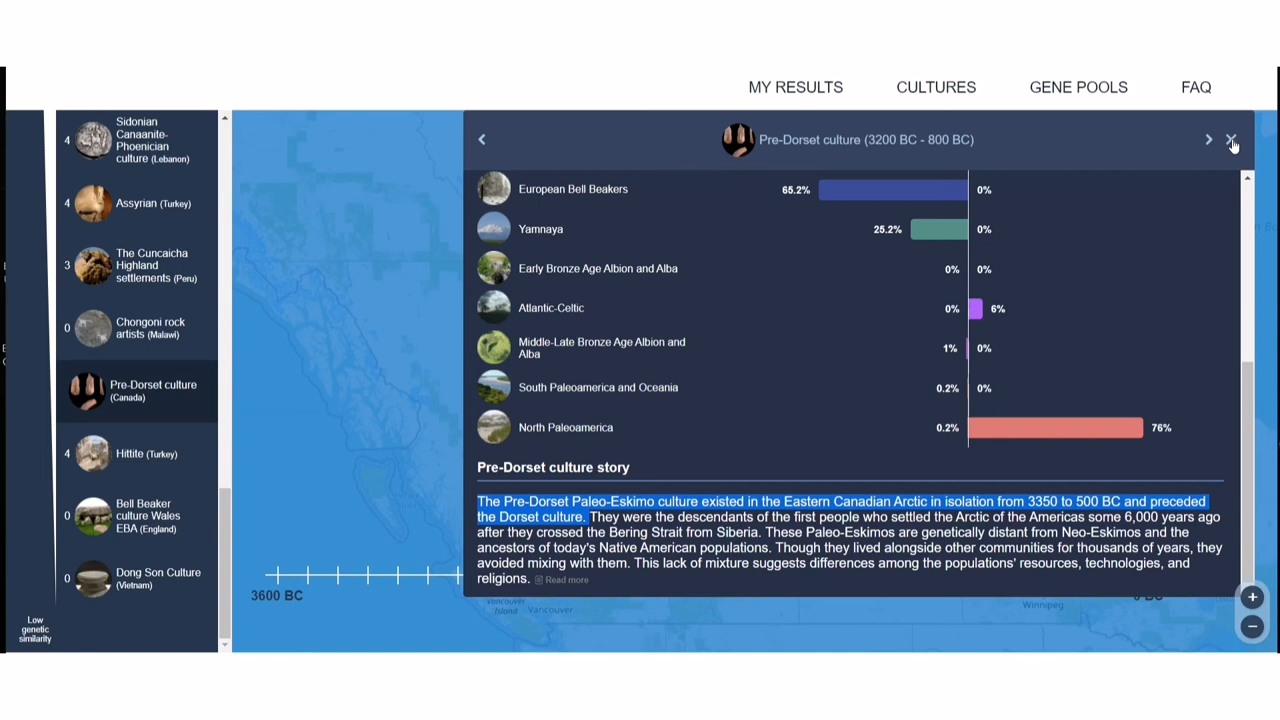 MY RESULTS CULTURES GENE POOLS FAQ
4 Sidonian
Canaanite-
Phoenician
culture (Lebanon)
4 Assyrian (Turkey)
3 The Cuncaicha
Highland
settlements (Peru)
0 Chongoni rock
artists (Malawi)
Pre-Dorset culture
(Canada)
4 Hittite (Turkey)
0 Bell Beaker
culture Wales
EBA (England)
0 Dong Son Culture
(Vietnam)
Low
genetic
similarity
Pre-Dorset culture (3200 BC - 800 BC)
European Bell Beakers 65.2% 0%
Yamnaya 25.2% 0%
Early Bronze Age Albion and Alba 0% 0%
Atlantic-Celtic 0% 6%
Middle-Late Bronze Age Albion and
Alba 1% 0%
South Paleoamerica and Oceania 0.2% 0%
North Paleoamerica 0.2% 76%
Pre-Dorset culture story
The Pre-Dorset Paleo-Eskimo culture existed in the Eastern Canadian Arctic in isolation from 3350 to 500 BC and preceded
the Dorset culture. They were the descendants of the first people who settled the Arctic of the Americas some 6,000 years ago
after they crossed the Bering Strait from Siberia. These Paleo-Eskimos are genetically distant from Neo-Eskimos and the
ancestors of today's Native American populations. Though they lived alongside other communities for thousands of years, they
avoided mixing with them. This lack of mixture suggests differences among the populations' resources, technologies, and
religions. Read more
3600 BC
Vancouver
Island Vancouver
Winnipeg